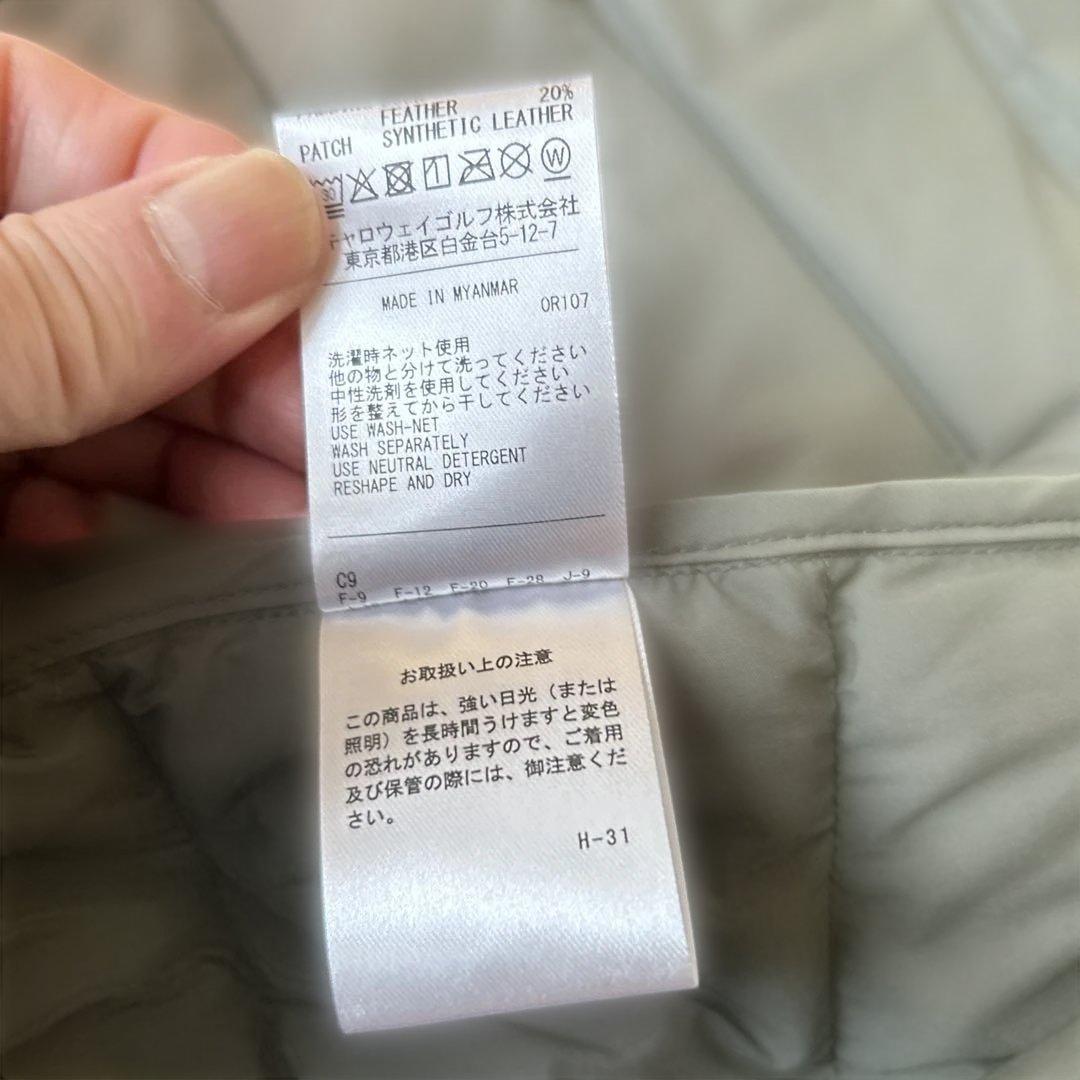 FEATHER 20%
PATCH SYNTHETIC LEATHER
30 W
ャロウェイゴルフ株式会社
東京都港区白金台5-12-7
MADE IN MYANMAR
OR107
洗濯時ネット使用
他の物と分けて洗ってください
中性洗剤を使用してください
形を整えてから干してください
USE WASH-NET
WASH SEPARATELY
USE NEUTRAL DETERGENT
RESHAPE AND DRY
C9
F-9 F-12 F-20 F-28 J-9
お取扱い上の注意
この商品は、強い日光（または
照明）を長時間うけますと変色
の恐れがありますので、ご着用
及び保管の際には、御注意くだ
さい。
H-31